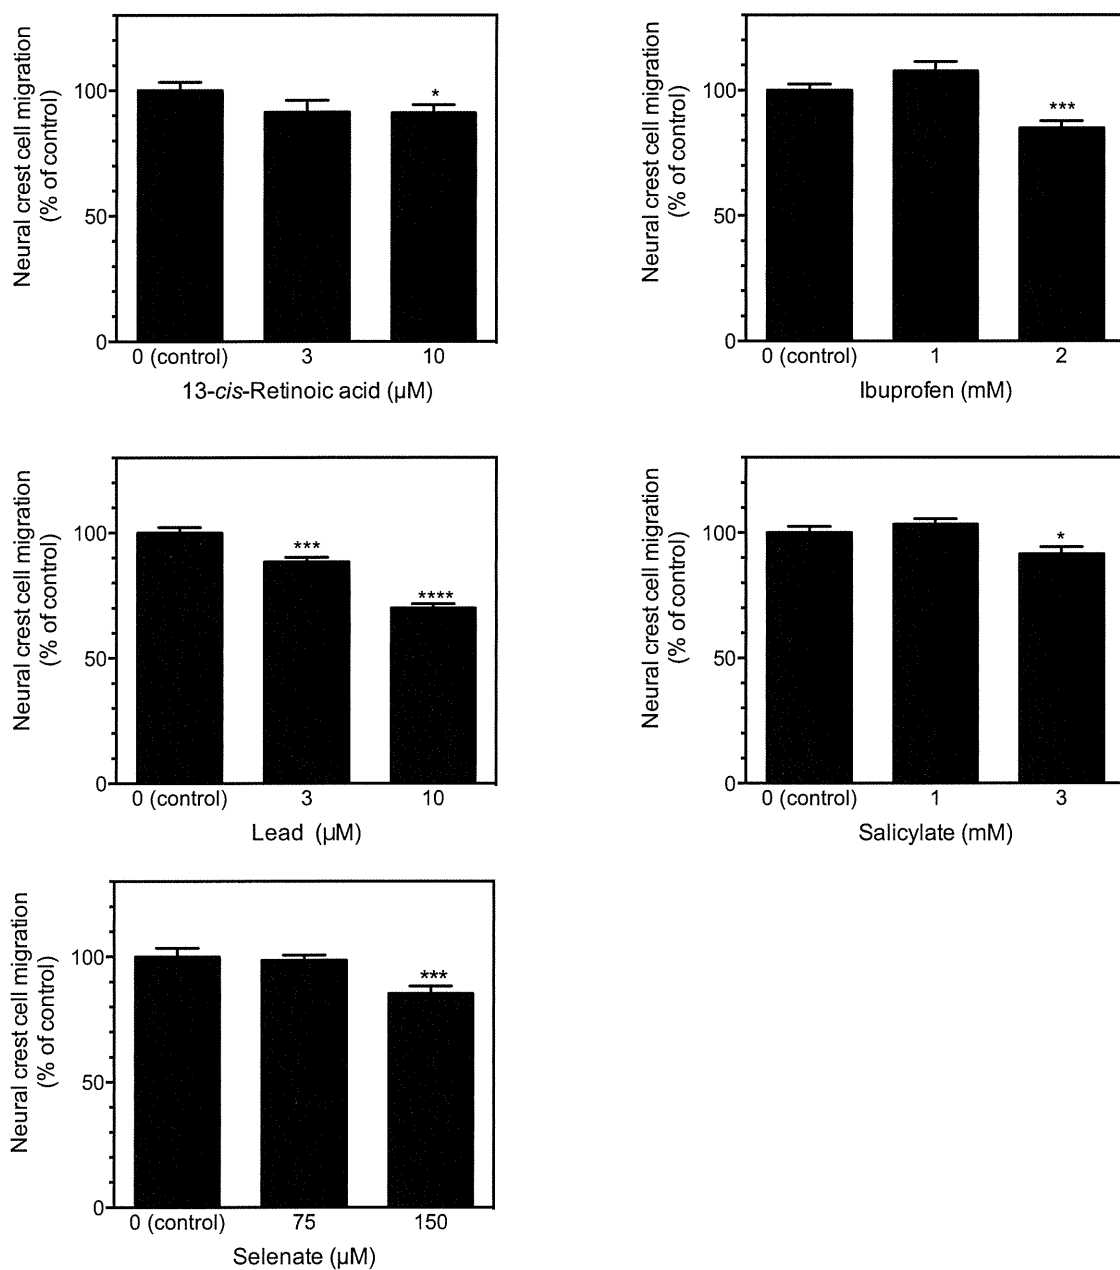 Neural crest cell migration
(% of control)
100
50
0
*
0 (control) 3 10
13-cis-Retinoic acid (µM)
Neural crest cell migration
(% of control)
100
50
0
***
0 (control) 1 2
Ibuprofen (mM)
Neural crest cell migration
(% of control)
100
50
0
***
****
0 (control) 3 10
Lead (µM)
Neural crest cell migration
(% of control)
100
50
0
*
0 (control) 1 3
Salicylate (mM)
Neural crest cell migration
(% of control)
100
50
0
***
0 (control) 75 150
Selenate (µM)